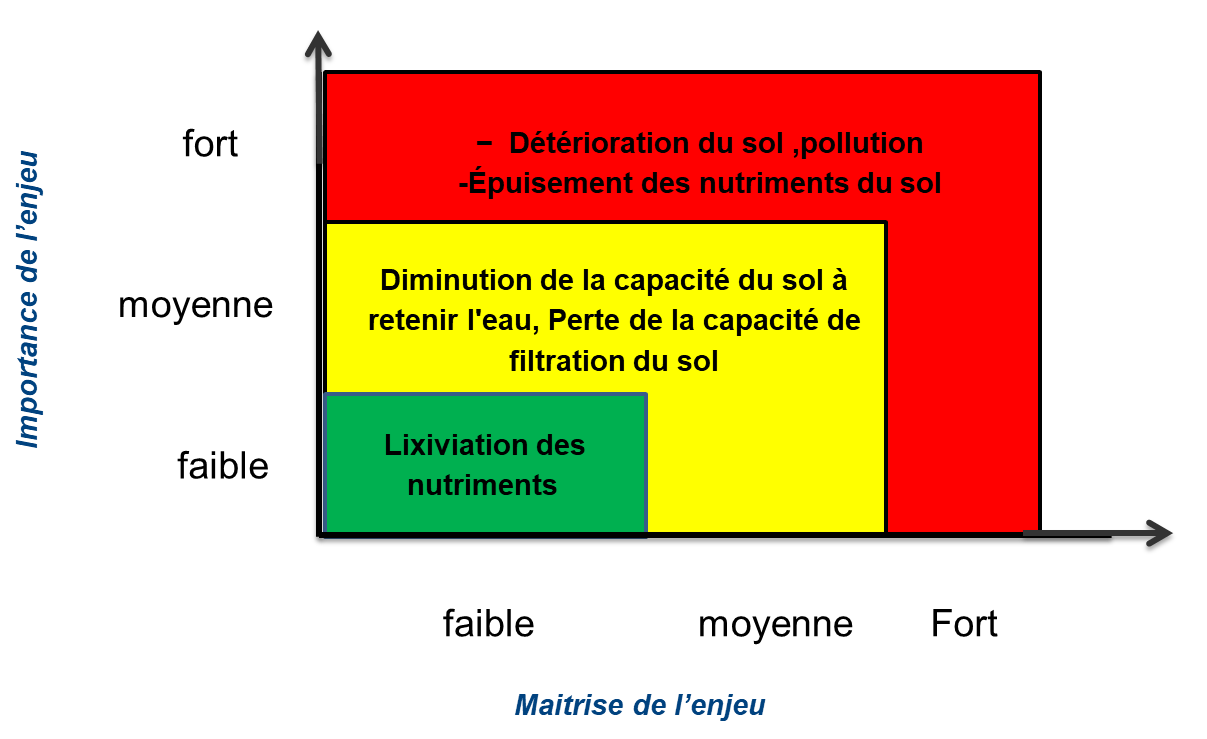 Importance de l'enjeu
fort
moyenne
faible
– Détérioration du sol ,pollution
-Épuisement des nutriments du sol
Diminution de la capacité du sol à
retenir l'eau, Perte de la capacité de
filtration du sol
Lixiviation des
nutriments
faible
moyenne
Fort
Maitrise de l'enjeu